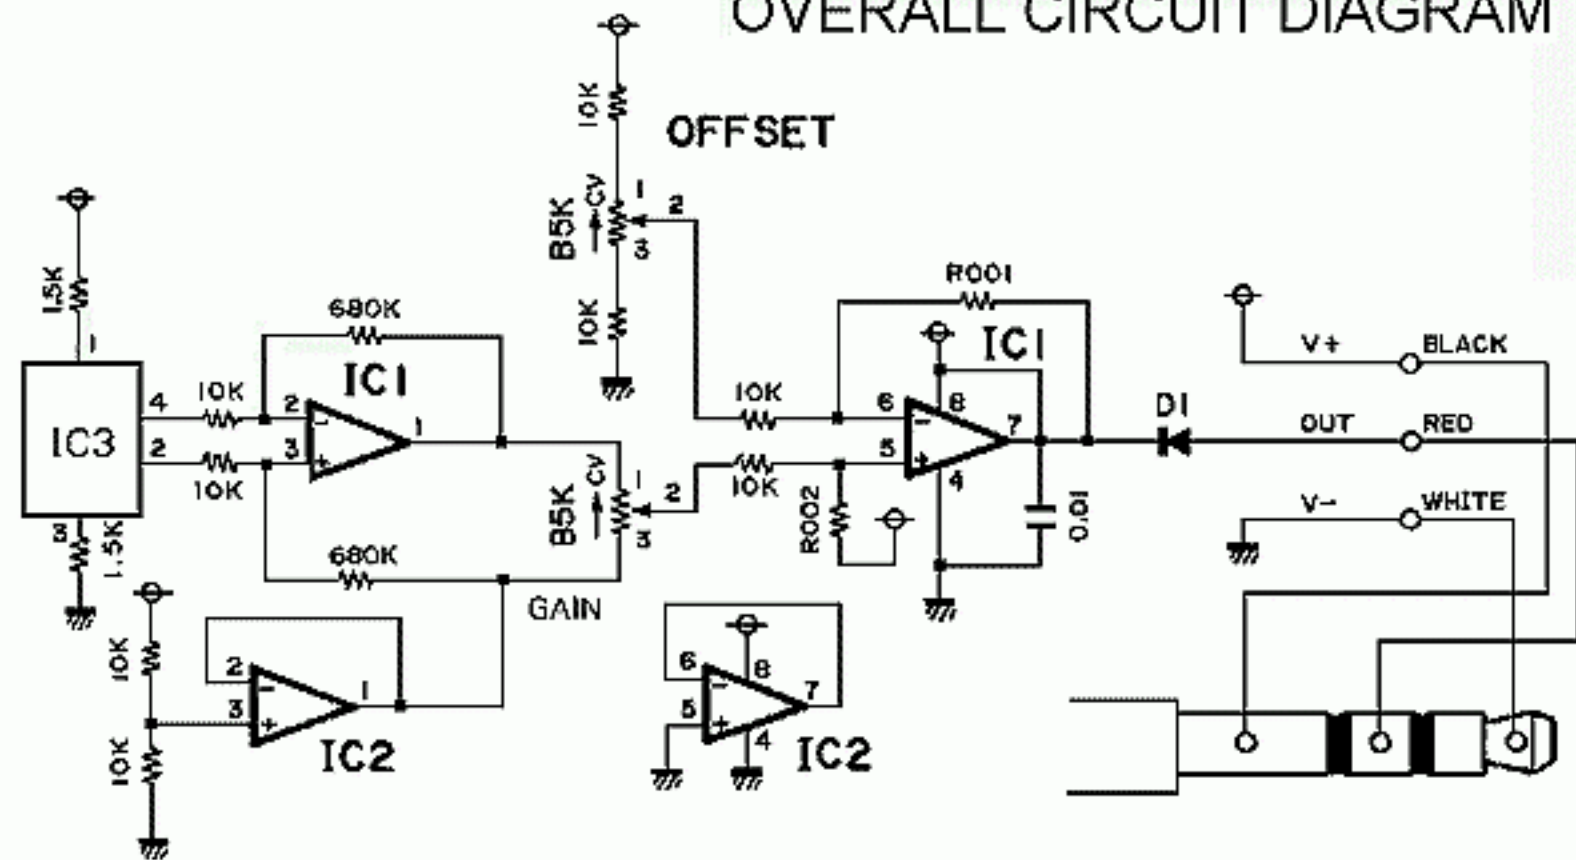 OVERALL CIRCUIT DIAGRAM
10K
OFFSET
B5K
CV
1
2
3
10K
1.5K
1
IC3
4
2
3
1.5K
10K
10K
680K
IC1
2
3
1
-
+
680K
B5K
CV
1
2
3
GAIN
10K
10K
2
3
1
-
+
IC2
10K
10K
R001
IC1
6
5
8
7
4
-
+
R002
0.01
6
5
8
7
4
-
+
IC2
D1
V+
BLACK
OUT
RED
V-
WHITE